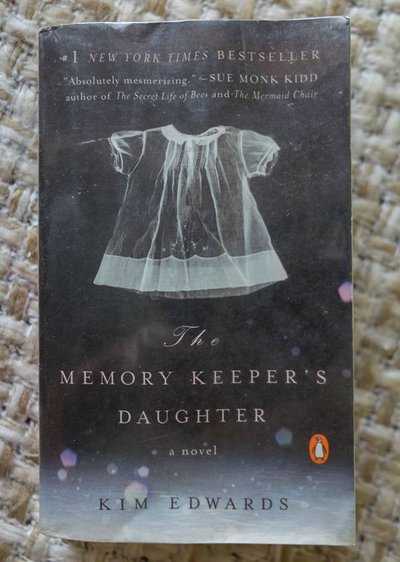 #1 NEW YORK TIMES BESTSELLER
"Absolutely mesmerizing."—SUE MONK KIDD
author of The Secret Life of Bees and The Mermaid Chair
The
MEMORY KEEPER'S
DAUGHTER
a novel
KIM EDWARDS